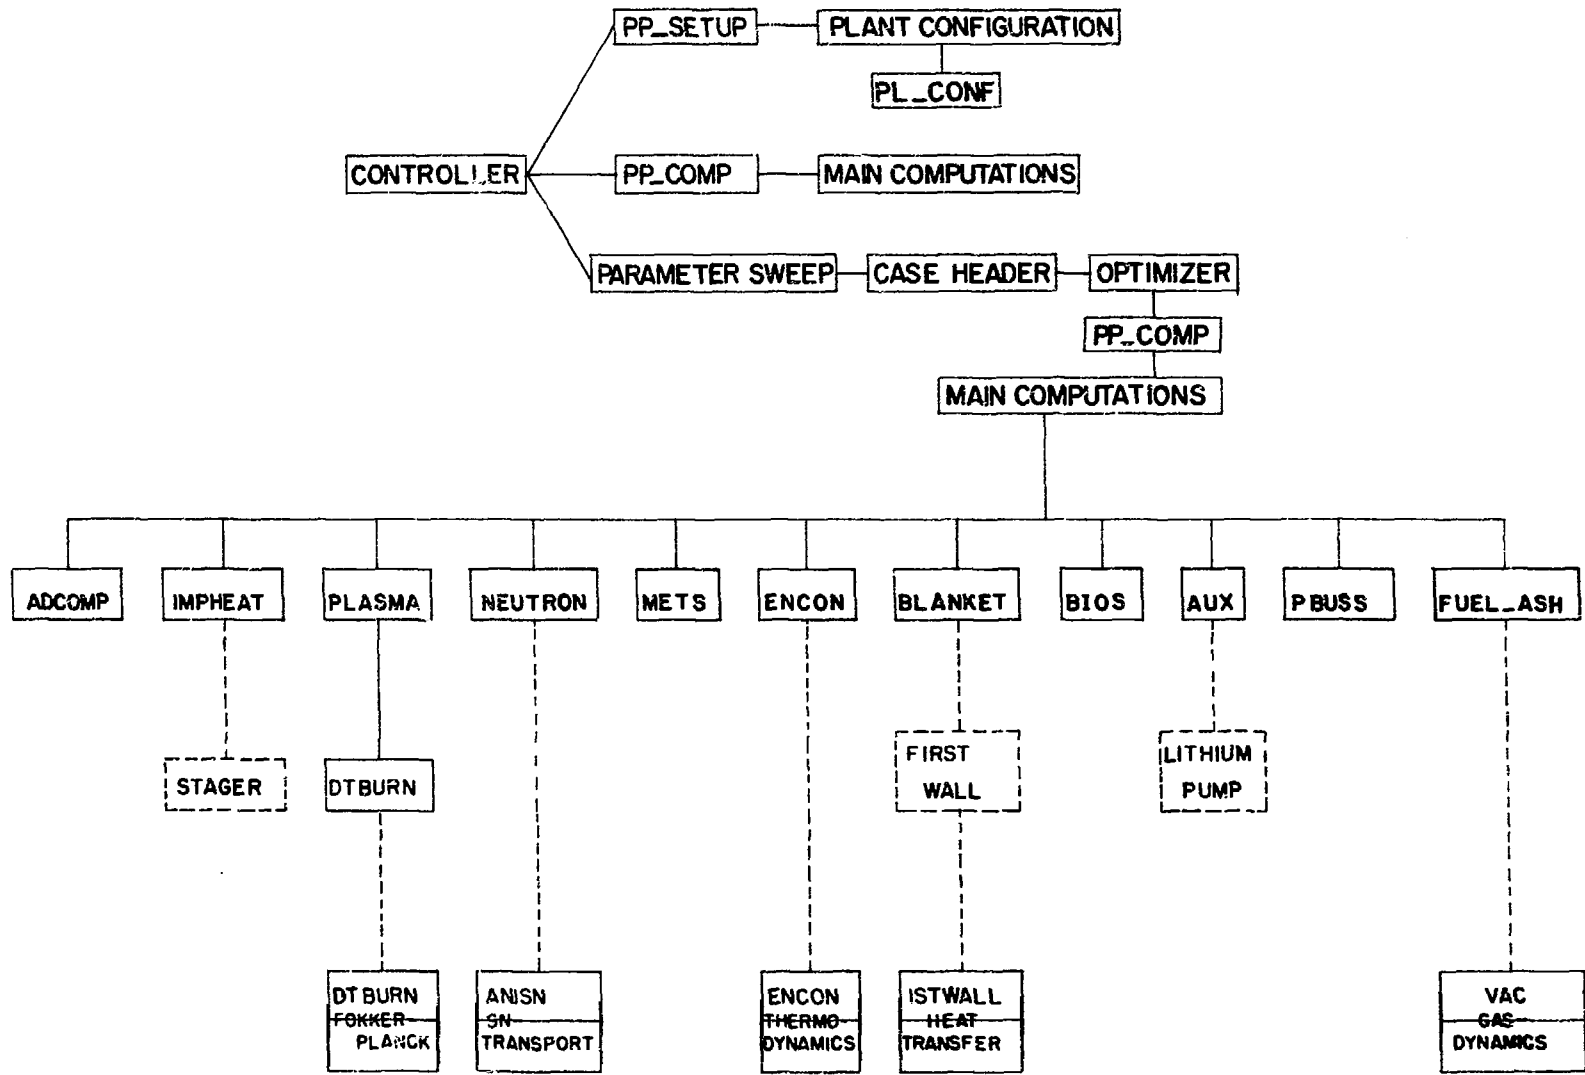 PP_SETUP
PLANT CONFIGURATION
PL_CONF
CONTROLLER
PP_COMP
MAIN COMPUTATIONS
PARAMETER SWEEP
CASE HEADER
OPTIMIZER
PP_COMP
MAIN COMPUTATIONS
ADCOMP
IMPHEAT
PLASMA
NEUTRON
METS
ENCON
BLANKET
BIOS
AUX
PBUSS
FUEL_ASH
STAGER
DTBURN
FIRST
WALL
LITHIUM
PUMP
DT BURN
FOKKER-
PLANCK
ANISN
SN
TRANSPORT
ENCON
THERMO-
DYNAMICS
ISTWALL
HEAT
TRANSFER
VAC
GAS
DYNAMICS